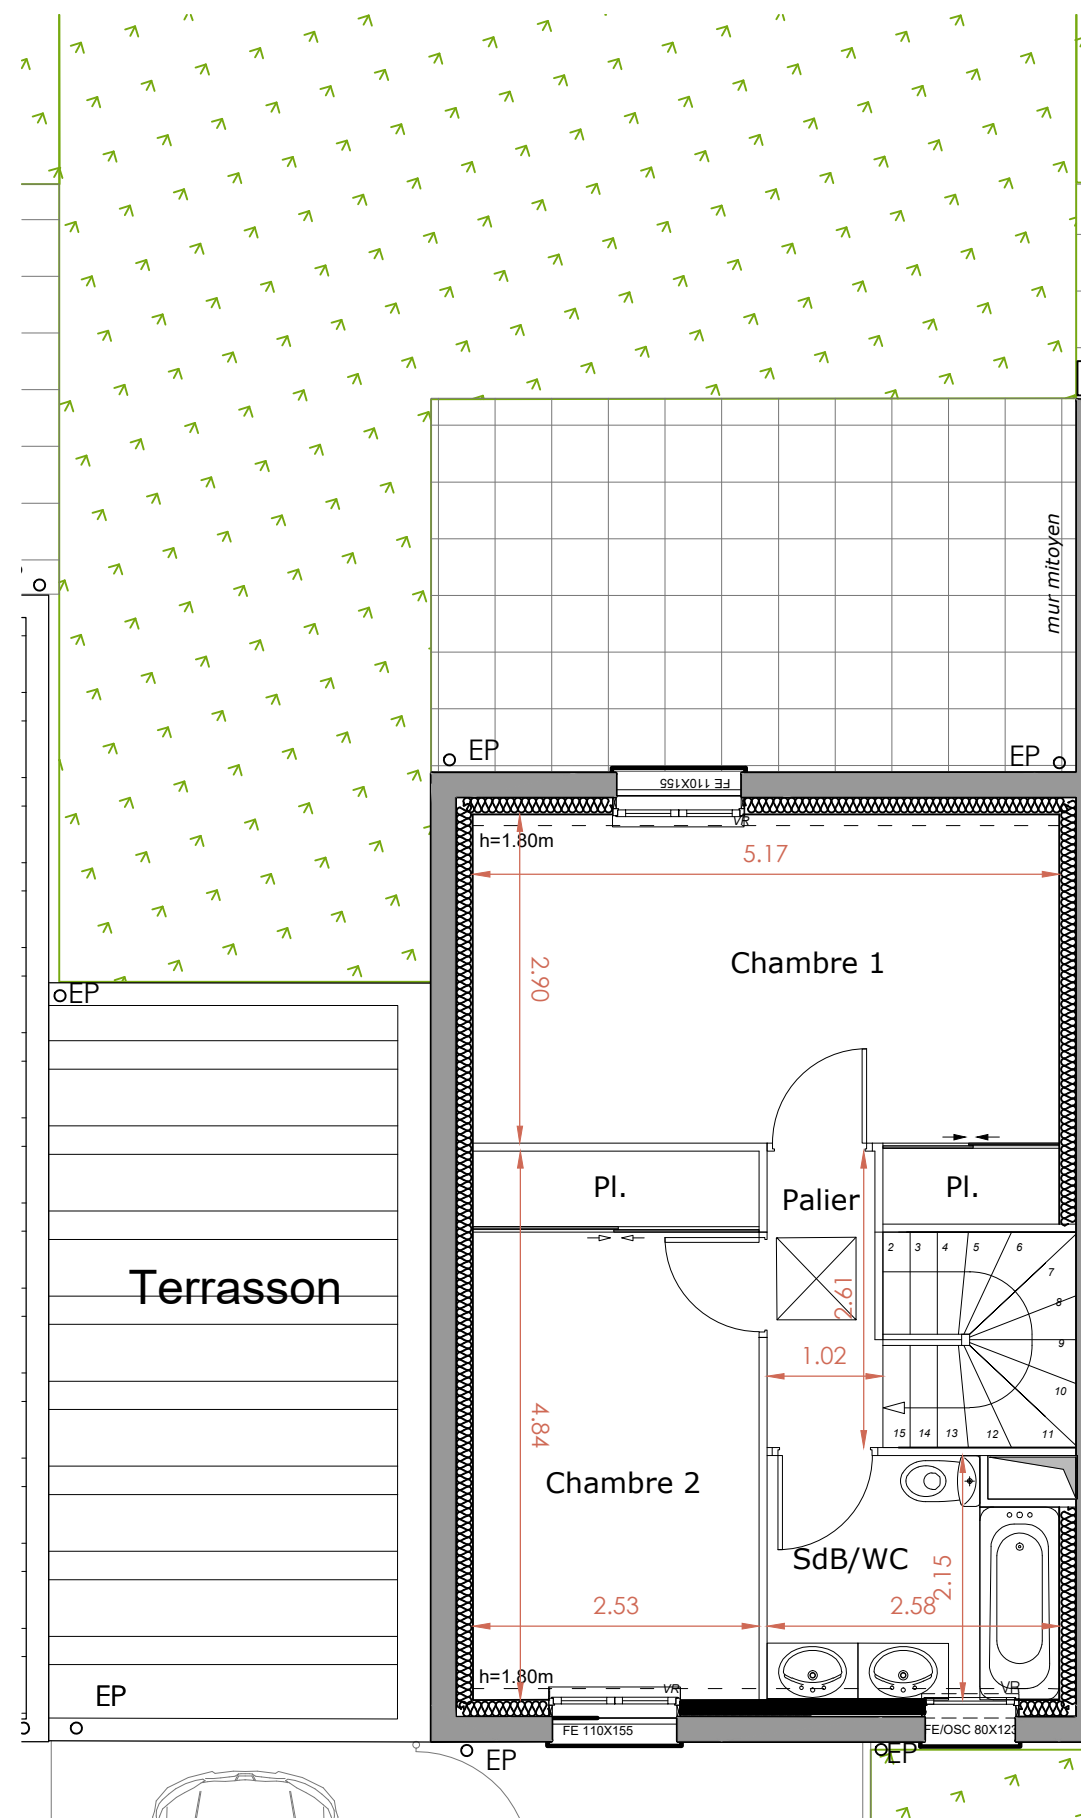 mur mitoyen
EP
EP
FE 110X155
VR
h=1.80m
5.17
Chambre 1
2.90
EP
Pl.
Palier
Pl.
Terrasson
2
3
4
5
6
7
8
9
10
11
12
13
14
15
2.61
1.02
4.84
Chambre 2
SdB/WC
2.15
2.53
2.58
h=1.80m
VR
VR
EP
FE 110X155
FE/OSC 80X123
EP
EP